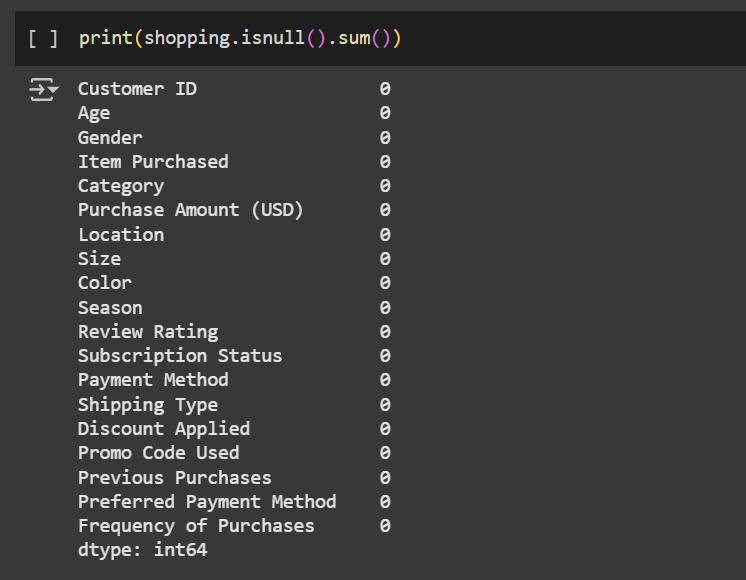 [ ] print(shopping.isnull().sum())
Customer ID 0
Age 0
Gender 0
Item Purchased 0
Category 0
Purchase Amount (USD) 0
Location 0
Size 0
Color 0
Season 0
Review Rating 0
Subscription Status 0
Payment Method 0
Shipping Type 0
Discount Applied 0
Promo Code Used 0
Previous Purchases 0
Preferred Payment Method 0
Frequency of Purchases 0
dtype: int64